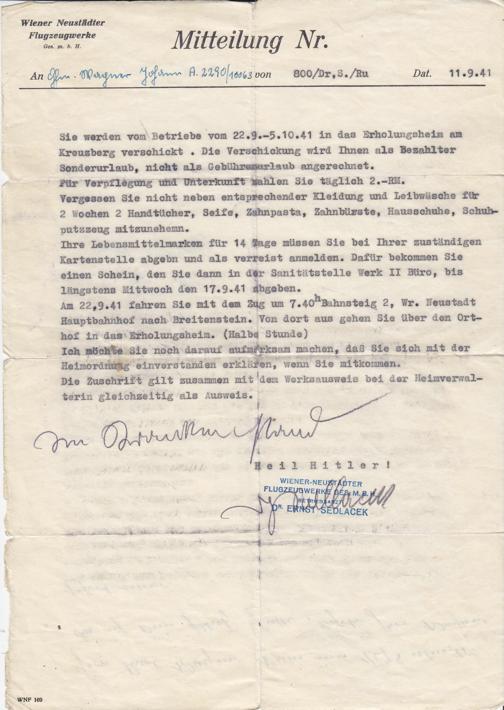 Wiener Neustädter
Flugzeugwerke
Ges. m. b. H.
Mitteilung Nr.
An Hrn. Wagner Johann A. 2290/10063 von 800/Dr.S./Ru Dat. 11.9.41
Sie werden vom Betriebe vom 22.9.-5.10.41 in das Erholungsheim am
Kreuzberg verschickt . Die Verschickung wird Ihnen als Bezahlter
Sonderurlaub, nicht als Gebührenurlaub angerechnet.
Für Verpflegung und Unterkunft zahlen Sie täglich 2.-RM.
Vergessen Sie nicht neben entsprechender Kleidung und Leibwäsche für
2 Wochen 2 Handtücher, Seife, Zahnpasta, Zahnbürste, Hausschuhe, Schuh-
putzzeug mitzunehmn.
Ihre Lebensmittelmarken für 14 Tage müssen Sie bei Ihrer zuständigen
Kartenstelle abgebn und als verreist anmelden. Dafür bekommen Sie
einen Schein, den Sie dann in der Sanitätstelle Werk II Büro, bis
längstens Mittwoch den 17.9.41 abgeben.
Am 22,9.41 fahren Sie mit dem Zug um 7.40h Bahnsteig 2, Wr. Neustadt
Hauptbahnhof nach Breitenstein. Von dort aus gehen Sie über den Ort-
hof in das Erholungsheim. (Halbe Stunde)
Ich möchte Sie noch darauf aufmerksam machen, daß Sie sich mit der
Heimordnung einverstanden erklären, wenn Sie mitkommen.
Die Zuschrift gilt zusammen mit dem Werksausweis bei der Heimverwal-
terin gleichzeitig als Ausweis.
Heil Hitler!
WIENER-NEUSTÄDTER
FLUGZEUGWERKE GES. M. B. H.
DR. ERNST SEDLACEK
WNF 169